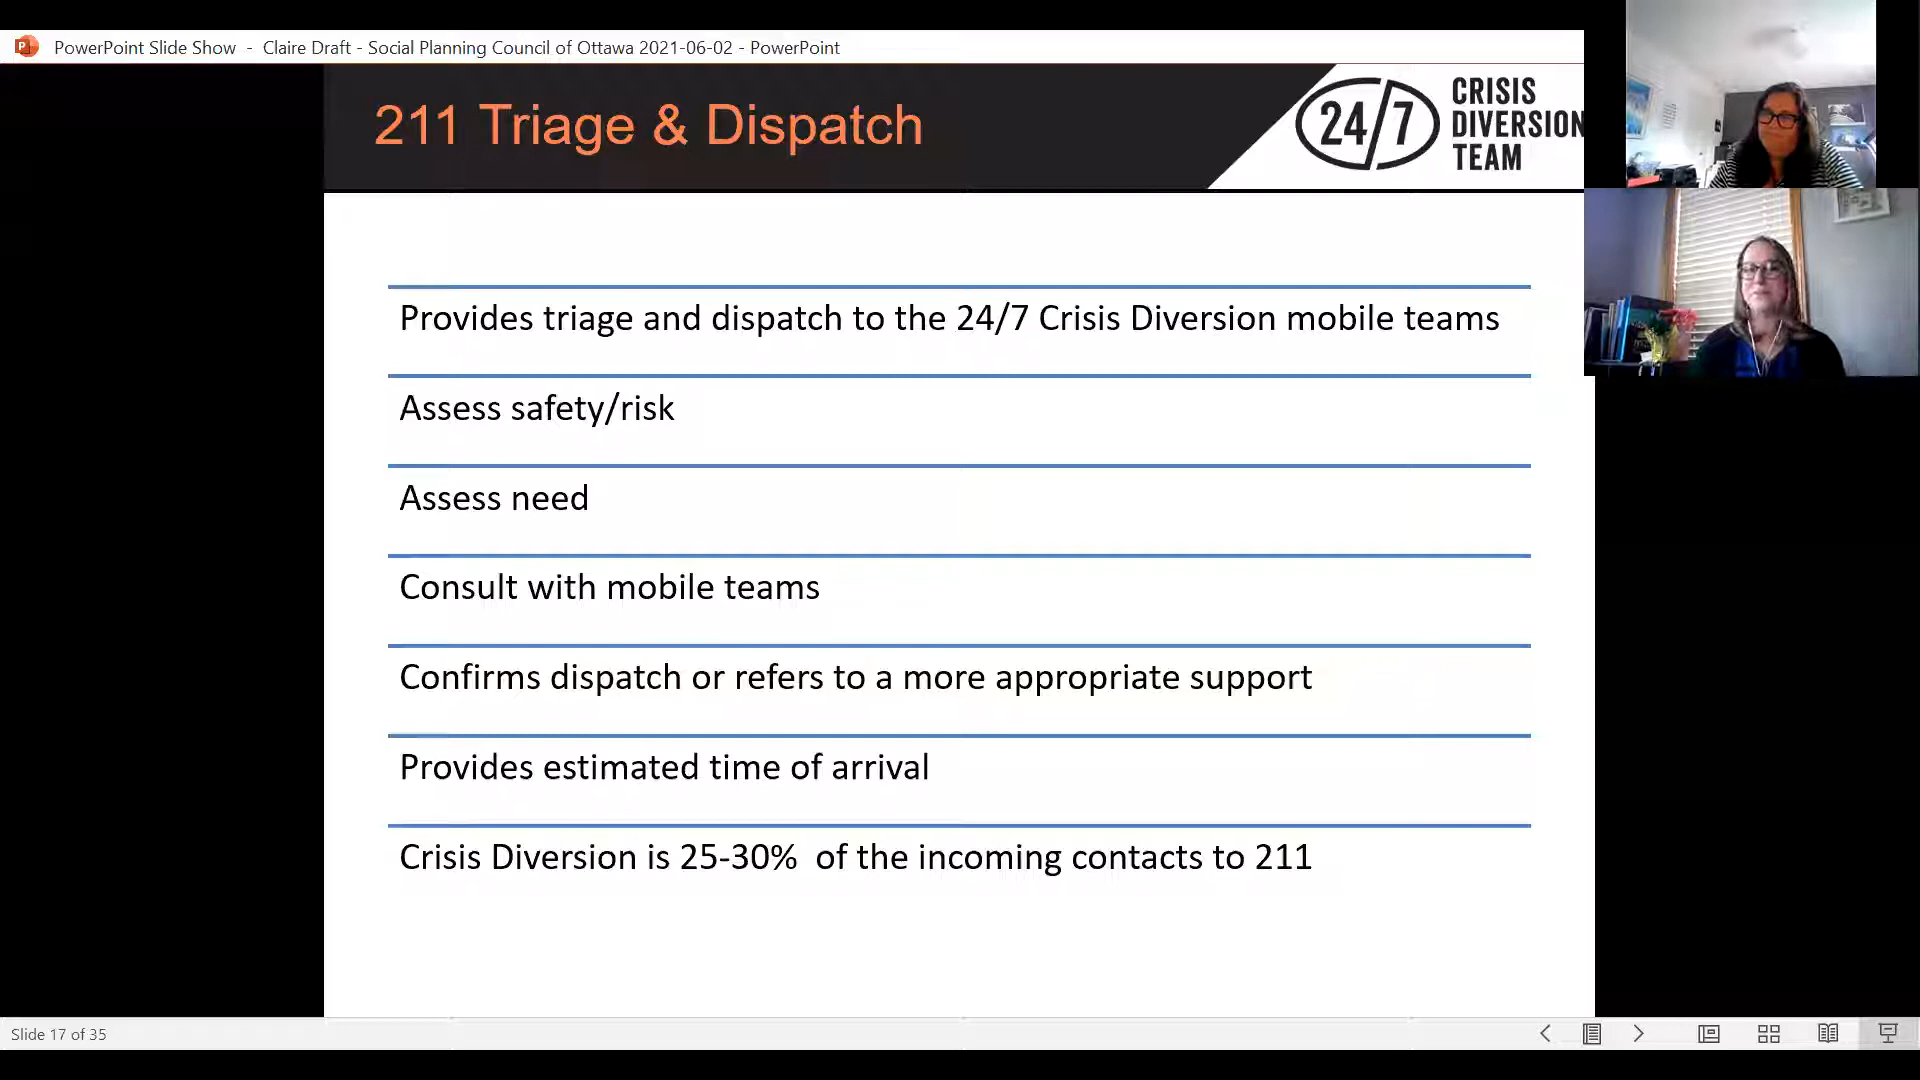 PowerPoint Slide Show - Claire Draft - Social Planning Council of Ottawa 2021-06-02 - PowerPoint
211 Triage & Dispatch
24/7
CRISIS
DIVERSION
TEAM
Provides triage and dispatch to the 24/7 Crisis Diversion mobile teams
Assess safety/risk
Assess need
Consult with mobile teams
Confirms dispatch or refers to a more appropriate support
Provides estimated time of arrival
Crisis Diversion is 25-30%  of the incoming contacts to 211
Slide 17 of 35